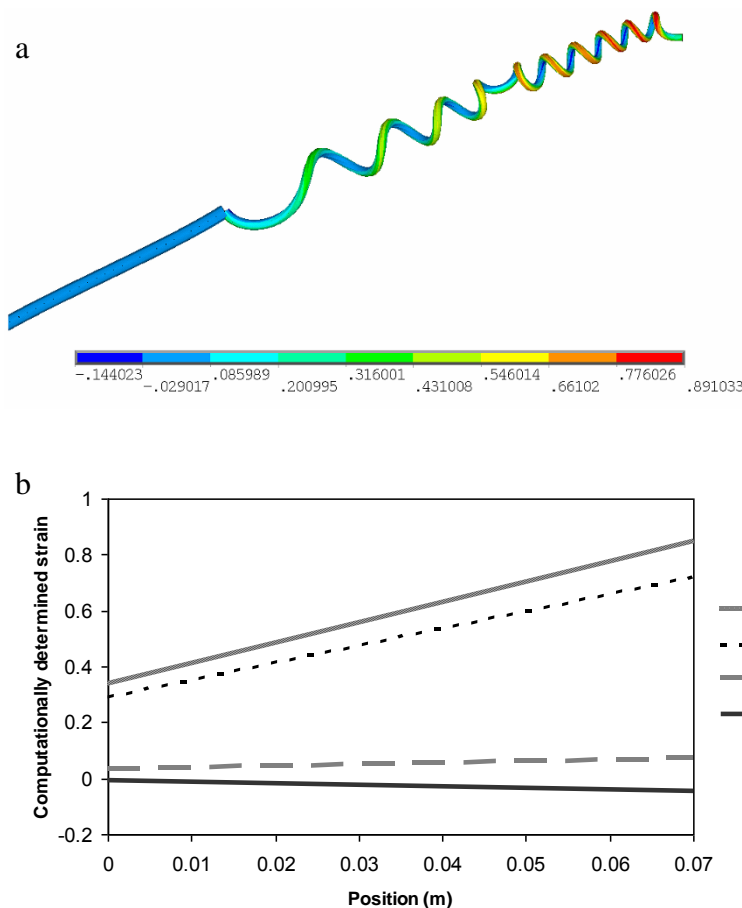 a
-.144023 .085989 .316001 .546014 .776026
-.029017 .200995 .431008 .66102 .891033
b
1
0.8
0.6
0.4
0.2
0
-0.2
Computationally determined strain
0 0.01 0.02 0.03 0.04 0.05 0.06 0.07
Position (m)